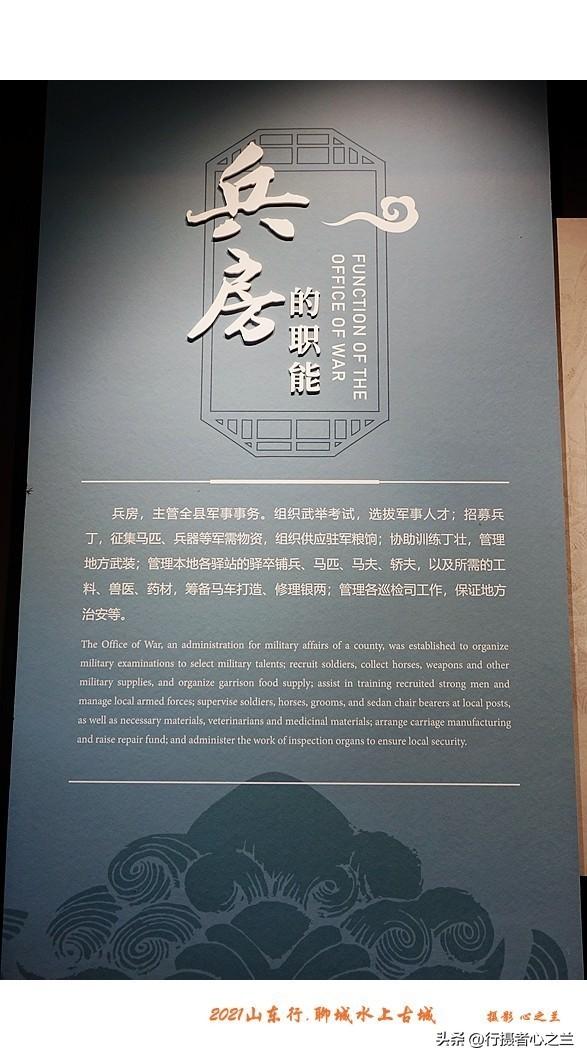 兵房
的职能
FUNCTION OF THE
OFFICE OF WAR
兵房，主管全县军事事务。组织武举考试，选拔军事人才；招募兵
丁，征集马匹、兵器等军需物资，组织供应驻军粮饷；协助训练丁壮，管理
地方武装；管理本地各驿站的驿卒铺兵、马匹、马夫、轿夫，以及所需的工
料、兽医、药材，筹备马车打造、修理银两；管理各巡检司工作，保证地方
治安等。
The Office of War, an administration for military affairs of a county, was established to organize
military examinations to select military talents; recruit soldiers, collect horses, weapons and other
military supplies, and organize garrison food supply; assist in training recruited strong men and
manage local armed forces; supervise soldiers, horses, grooms, and sedan chair bearers at local posts,
as well as necessary materials, veterinarians and medicinal materials; arrange carriage manufacturing
and raise repair fund; and administer the work of inspection organs to ensure local security.
2021山东行.聊城水上古城
摄影 心之兰
头条 @行摄者心之兰